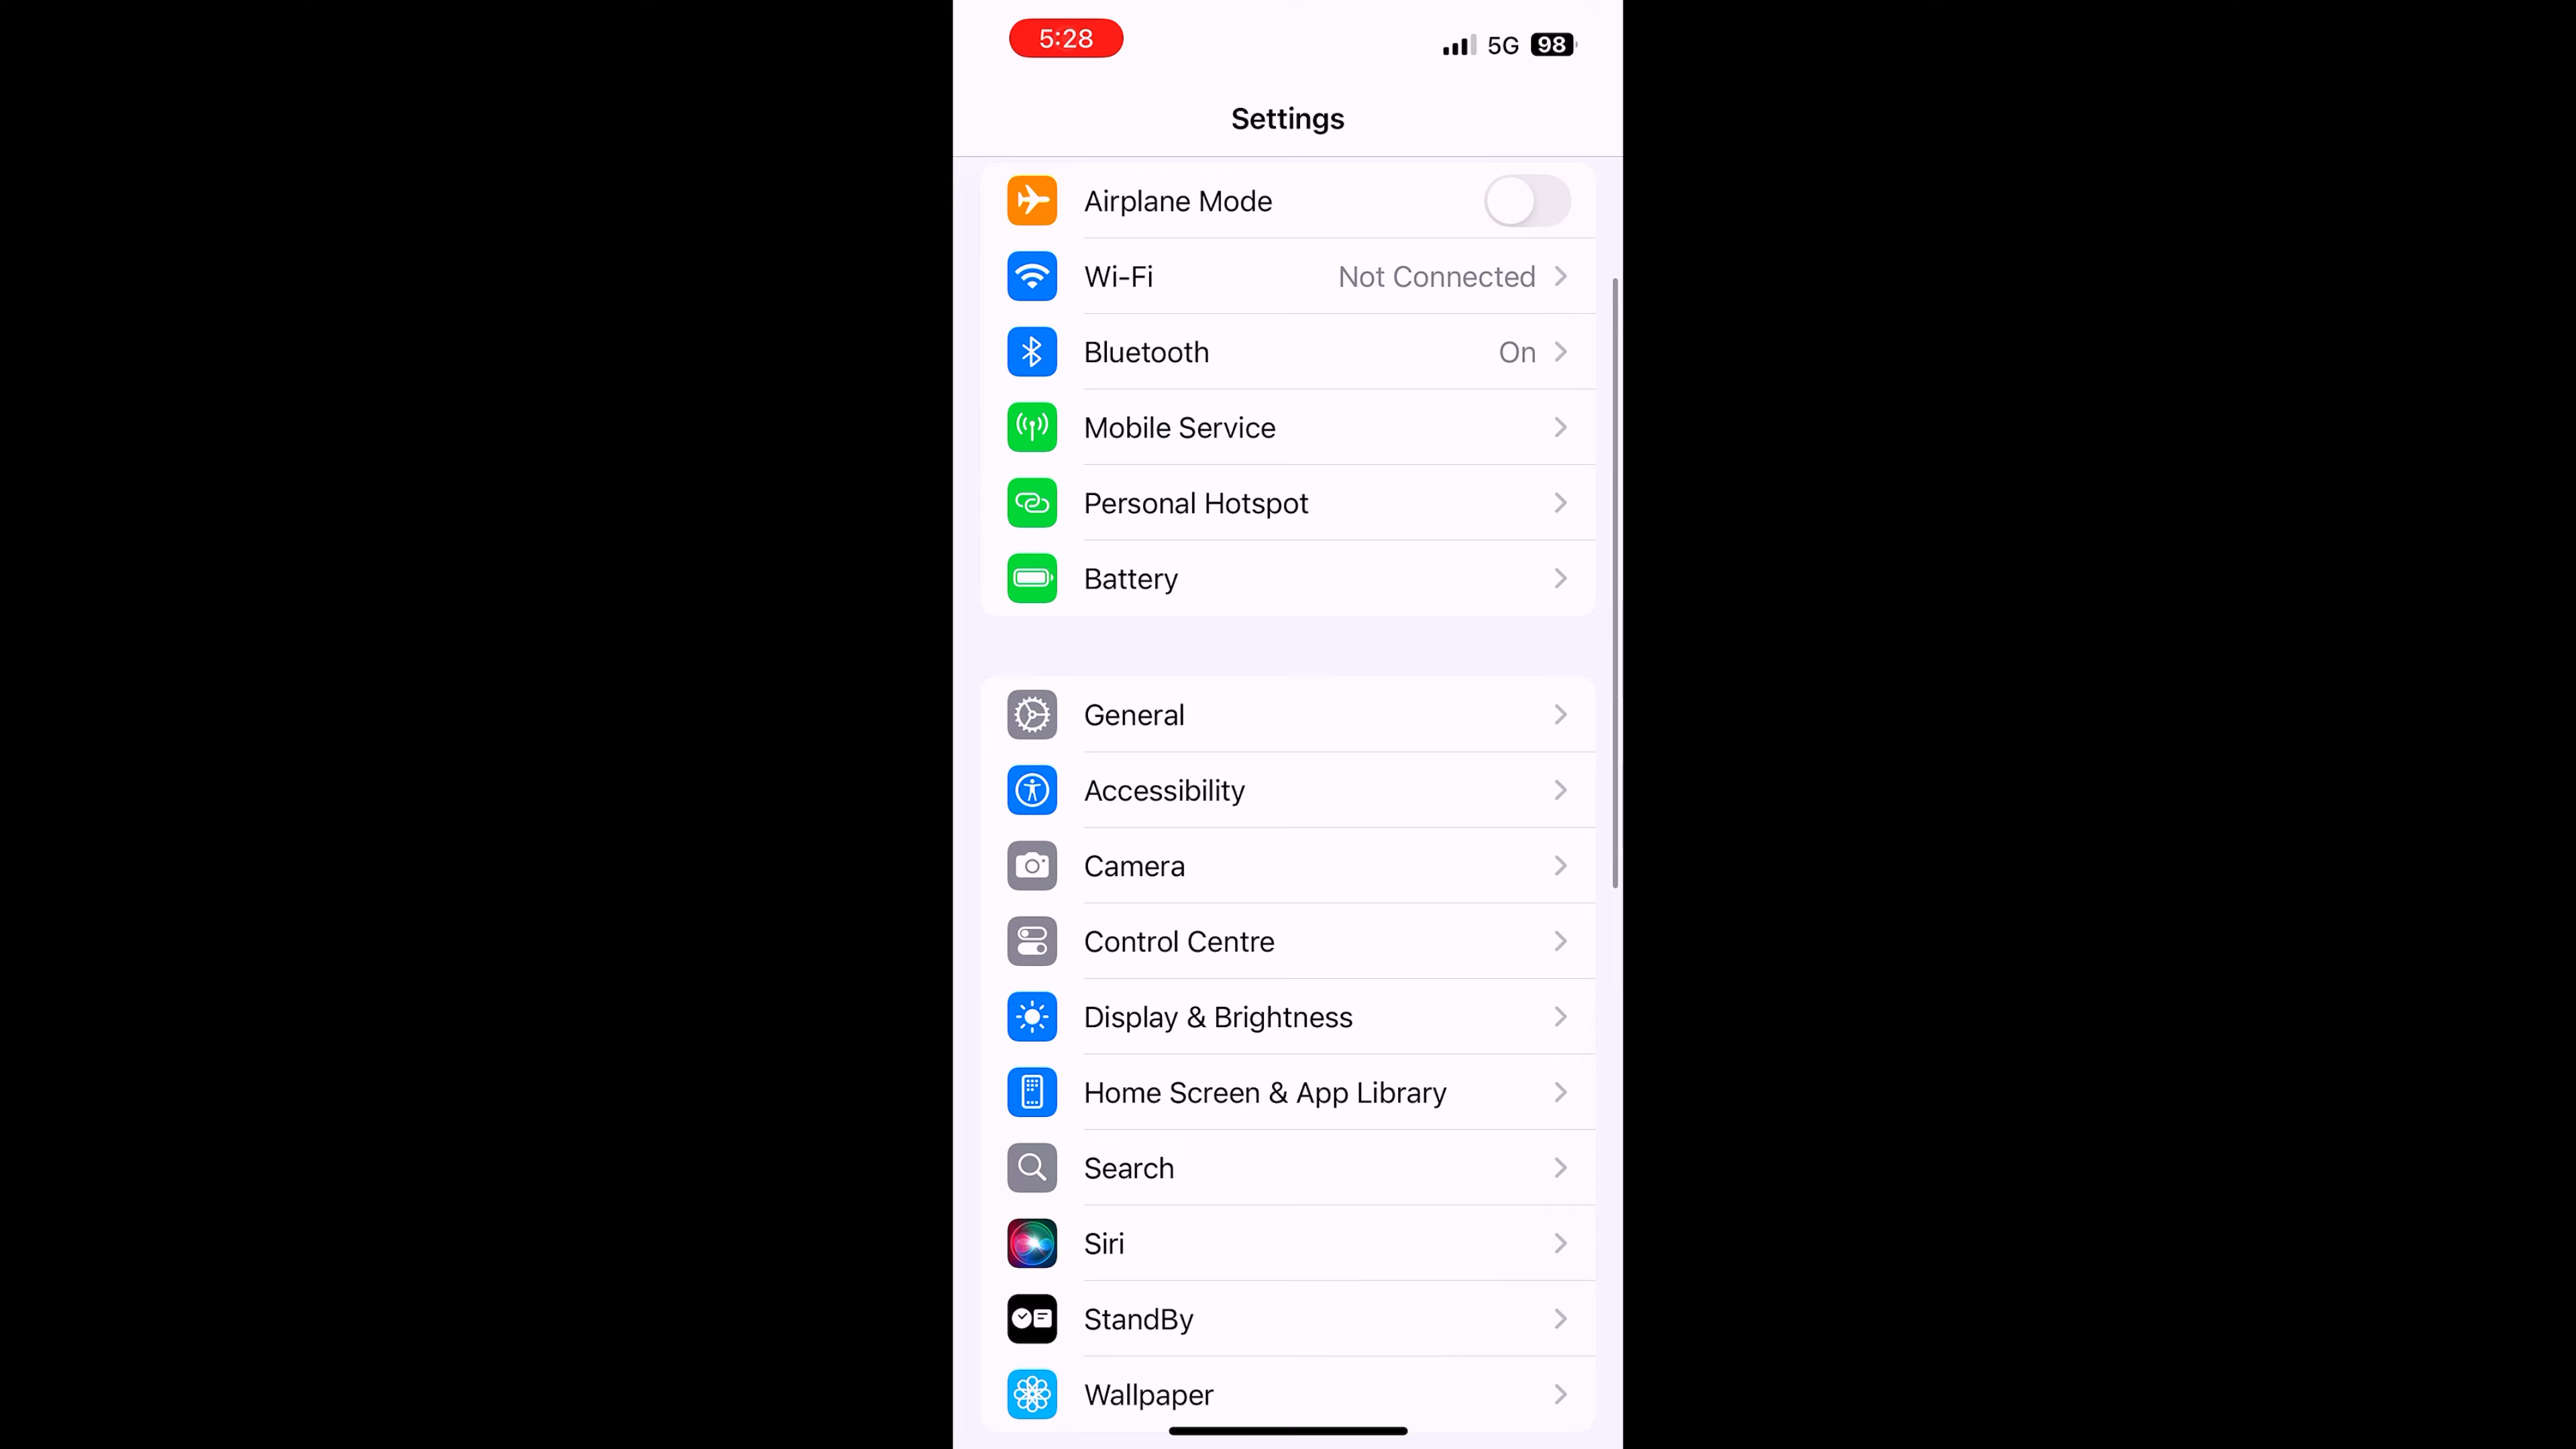 5:28
5G 98
Settings
Airplane Mode
Wi-Fi Not Connected
Bluetooth On
Mobile Service
Personal Hotspot
Battery
General
Accessibility
Camera
Control Centre
Display & Brightness
Home Screen & App Library
Search
Siri
StandBy
Wallpaper